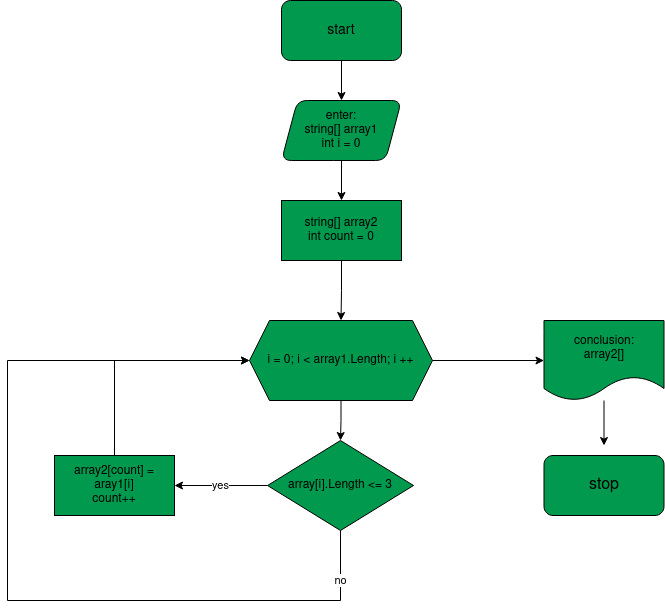 start
enter:
string[] array1
int i = 0
string[] array2
int count = 0
i = 0; i < array1.Length; i ++
conclusion:
array2[]
array2[count] =
aray1[i]
count++
yes
array[i].Length <= 3
stop
no